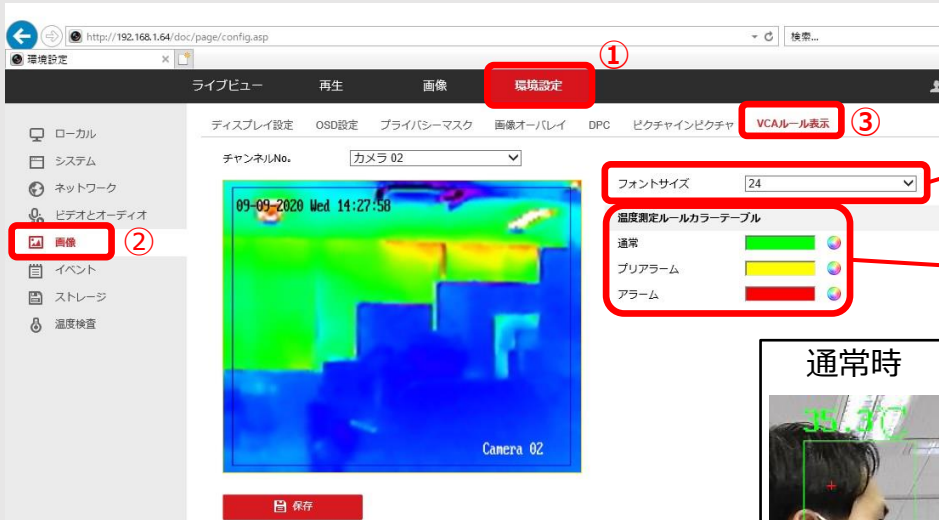 http://192.168.1.64/doc/page/config.asp
検索...
環境設定
①
ライブビュー 再生 画像 環境設定
ディスプレイ設定 OSD設定 プライバシーマスク 画像オーバレイ DPC ピクチャインピクチャ VCAルール表示 ③
ローカル
システム
ネットワーク
ビデオとオーディオ
画像 ②
イベント
ストレージ
温度検査
チャンネルNo. カメラ 02
09-09-2020 Wed 14:27:58
Camera 02
保存
フォントサイズ 24
温度測定ルールカラーテーブル
通常
プリアラーム
アラーム
通常時
35.3℃